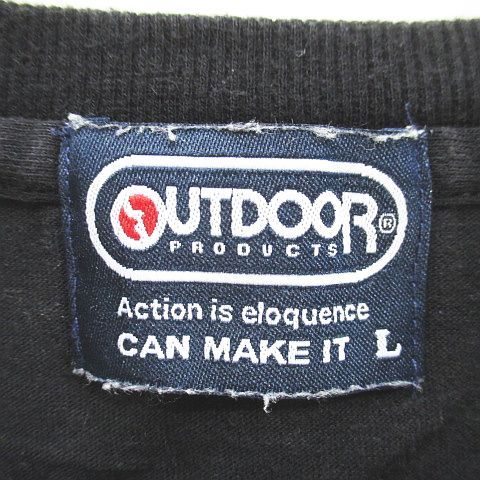 OUTDOOR®
PRODUCTS
Action is eloquence
CAN MAKE IT L